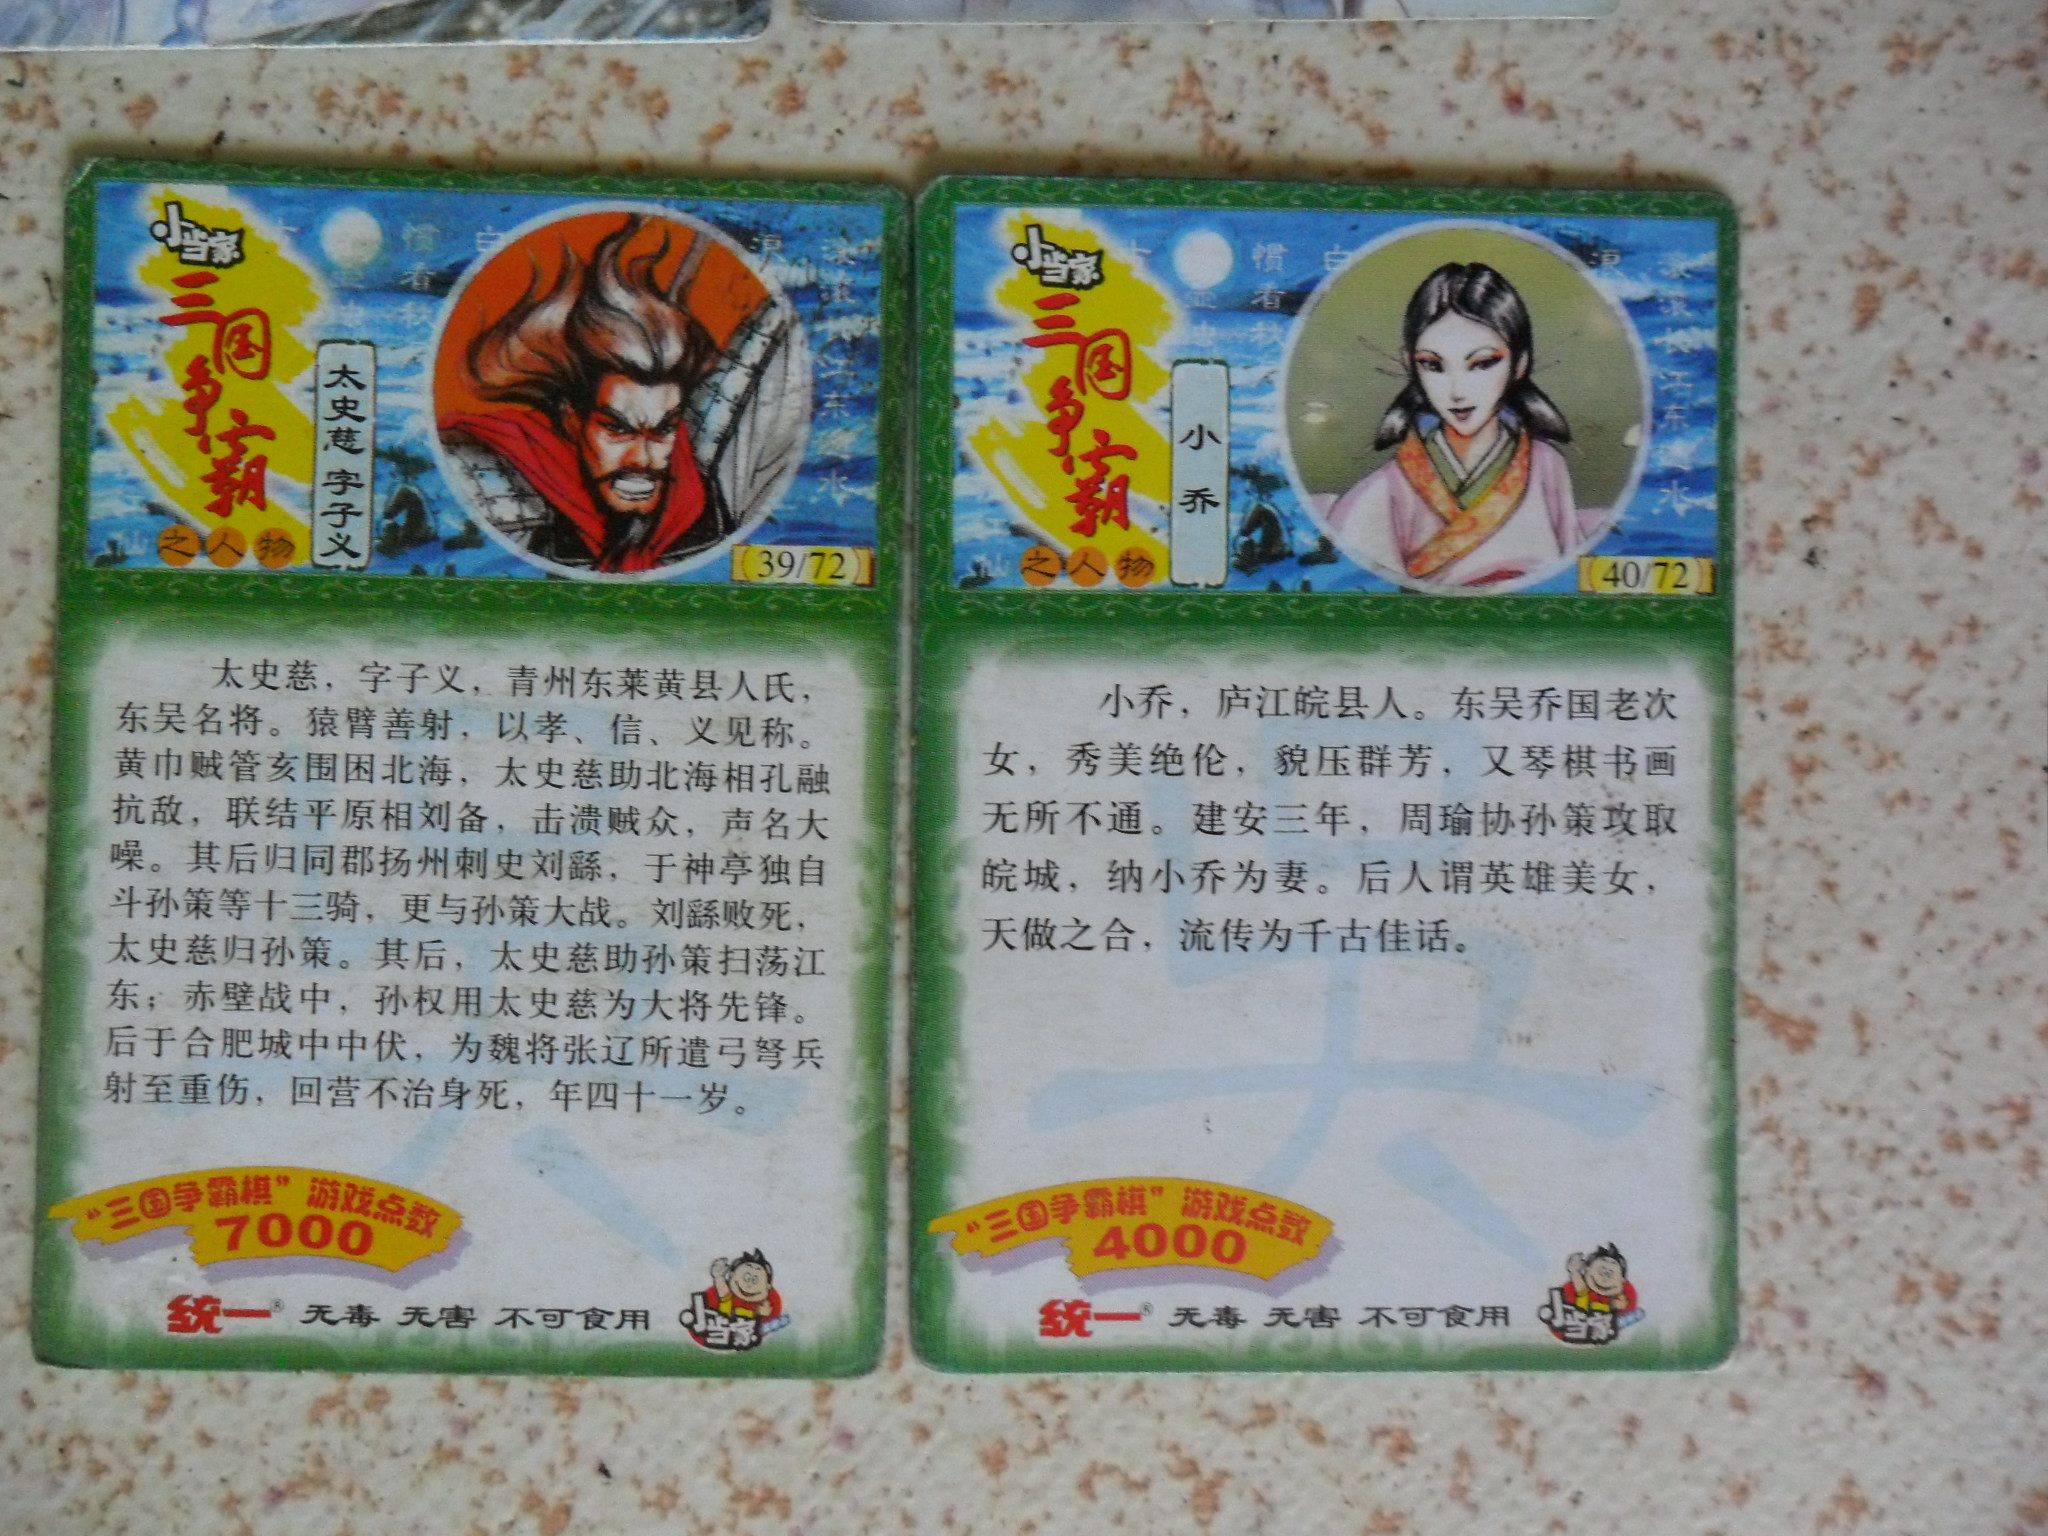 小当家
三国争霸
之人物
太史慈 字子义
39/72
太史慈，字子义，青州东莱黄县人氏，
东吴名将。猿臂善射，以孝、信、义见称。
黄巾贼管亥围困北海，太史慈助北海相孔融
抗敌，联结平原相刘备，击溃贼众，声名大
噪。其后归同郡扬州刺史刘繇，于神亭独自
斗孙策等十三骑，更与孙策大战。刘繇败死，
太史慈归孙策。其后，太史慈助孙策扫荡江
东；赤壁战中，孙权用太史慈为大将先锋。
后于合肥城中中伏，为魏将张辽所遣弓弩兵
射至重伤，回营不治身死，年四十一岁。
“三国争霸棋”游戏点数
7000
统一® 无毒 无害 不可食用
小当家
小当家
三国争霸
之人物
小乔
40/72
小乔，庐江皖县人。东吴乔国老次
女，秀美绝伦，貌压群芳，又琴棋书画
无所不通。建安三年，周瑜协孙策攻取
皖城，纳小乔为妻。后人谓英雄美女，
天做之合，流传为千古佳话。
“三国争霸棋”游戏点数
4000
统一® 无毒 无害 不可食用
小当家